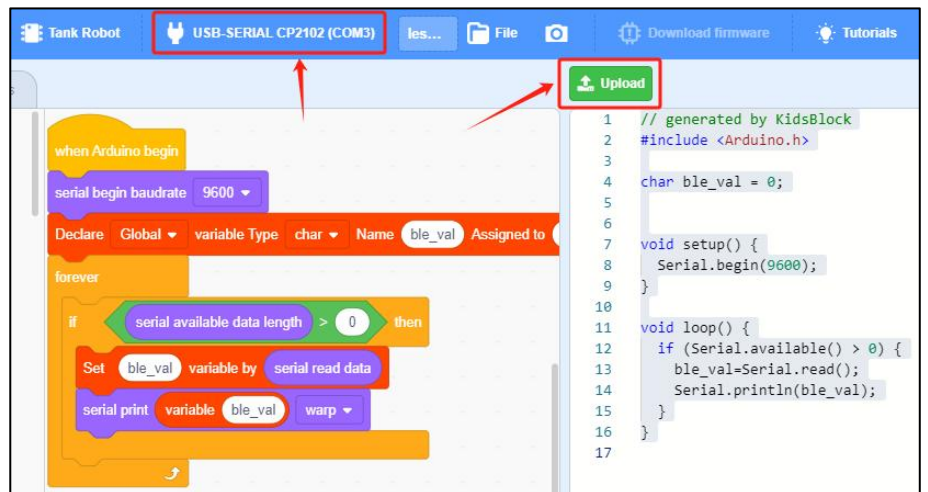 Tank Robot
USB-SERIAL CP2102 (COM3)
les...
File
Download firmware
Tutorials
s
Upload
when Arduino begin
serial begin baudrate 9600
Declare Global variable Type char Name ble_val Assigned to
forever
if serial available data length > 0 then
Set ble_val variable by serial read data
serial print variable ble_val warp
1 // generated by KidsBlock
2 #include <Arduino.h>
3
4 char ble_val = 0;
5
6
7 void setup() {
8 Serial.begin(9600);
9 }
10
11 void loop() {
12 if (Serial.available() > 0) {
13 ble_val=Serial.read();
14 Serial.println(ble_val);
15 }
16 }
17